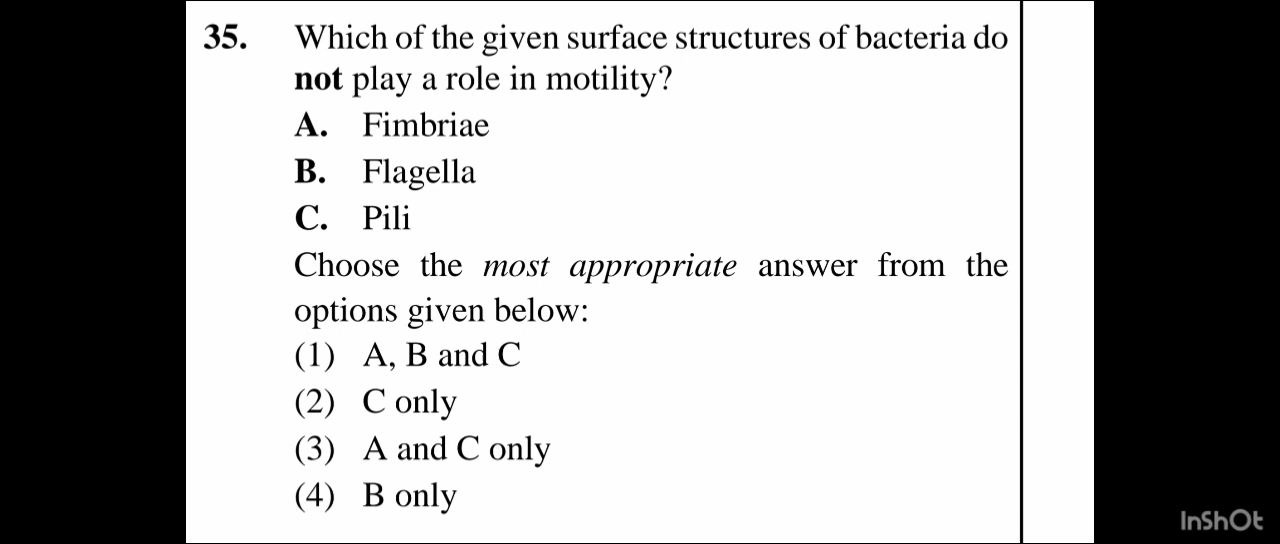 35. Which of the given surface structures of bacteria do
not play a role in motility?
A. Fimbriae
B. Flagella
C. Pili
Choose the most appropriate answer from the
options given below:
(1) A, B and C
(2) C only
(3) A and C only
(4) B only
InShOt